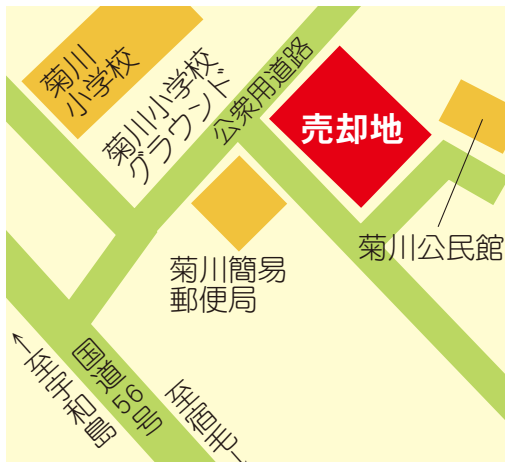 菊川
小学校
菊川小学校
グラウンド
公衆用道路
売却地
菊川公民館
菊川簡易
郵便局
国道56号
←至宇和島
至宿毛→